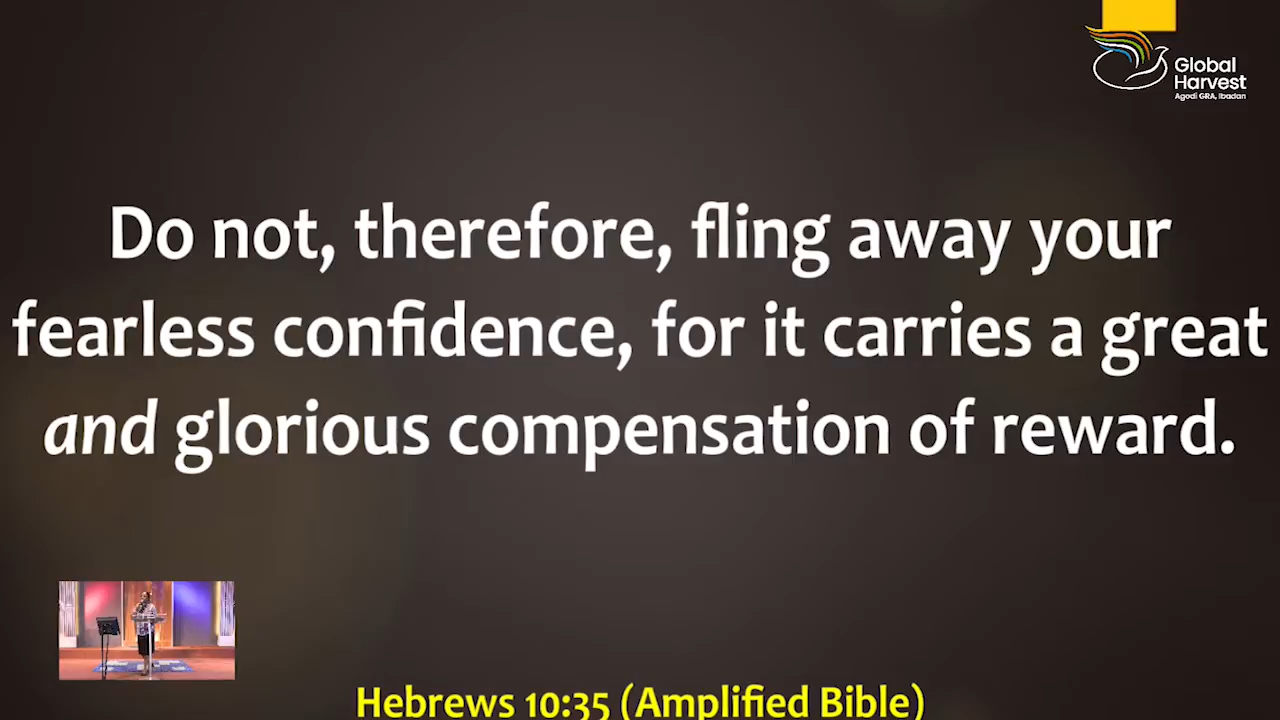 Global
Harvest
Agodi GRA, Ibadan
Do not, therefore, fling away your
fearless confidence, for it carries a great
and glorious compensation of reward.
Hebrews 10:35 (Amplified Bible)